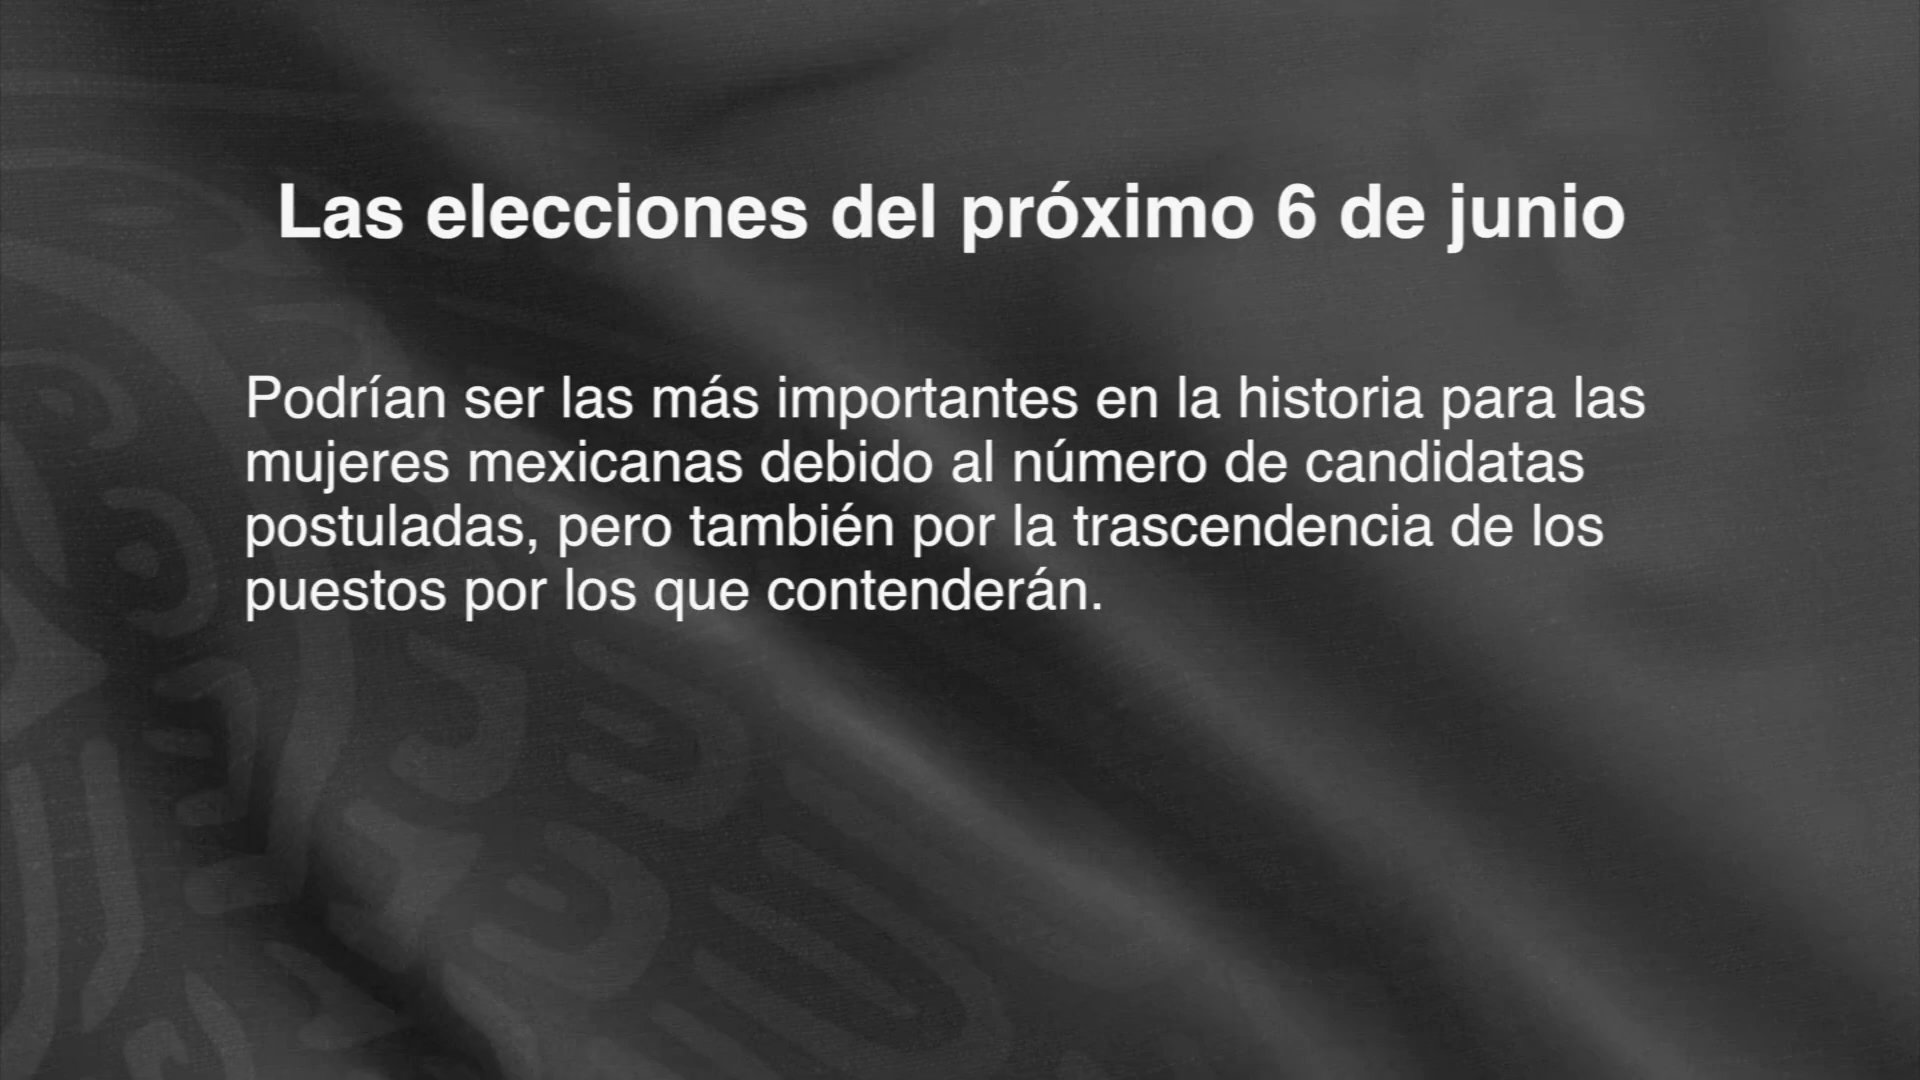 Las elecciones del próximo 6 de junio
Podrían ser las más importantes en la historia para las
mujeres mexicanas debido al número de candidatas
postuladas, pero también por la trascendencia de los
puestos por los que contenderán.